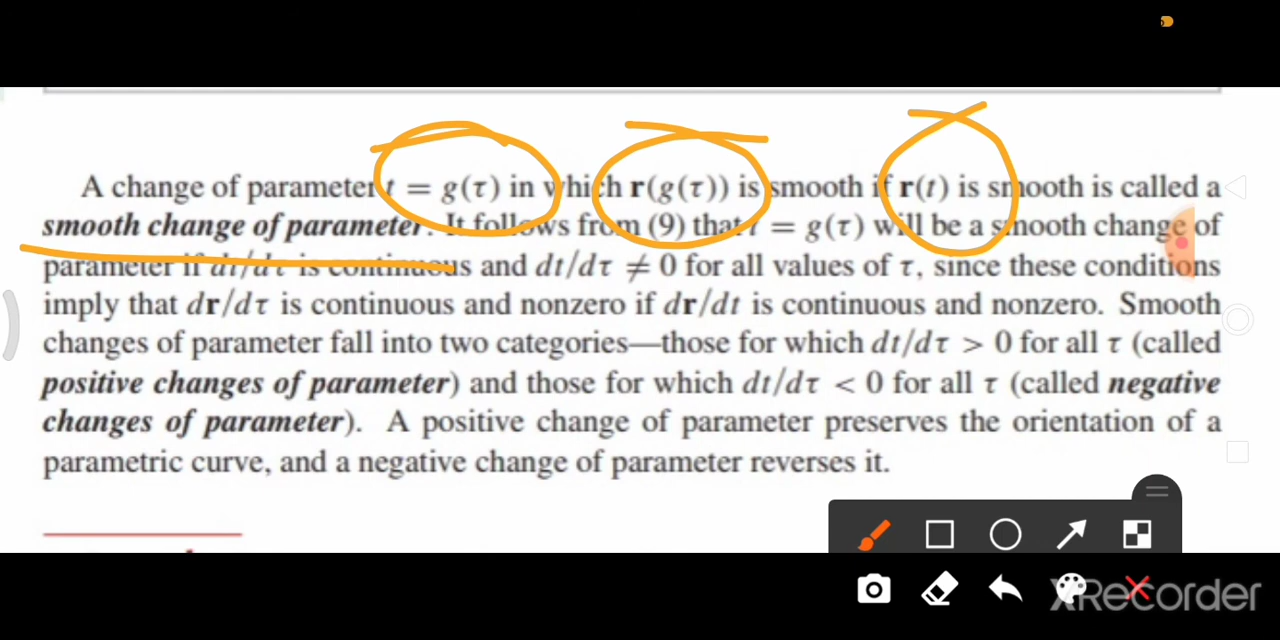 A change of parameter t = g(τ) in which r(g(τ)) is smooth if r(t) is smooth is called a
smooth change of parameter. It follows from (9) that t = g(τ) will be a smooth change of
parameter if dt/dτ is continuous and dt/dτ ≠ 0 for all values of τ, since these conditions
imply that dr/dτ is continuous and nonzero if dr/dt is continuous and nonzero. Smooth
changes of parameter fall into two categories—those for which dt/dτ > 0 for all τ (called
positive changes of parameter) and those for which dt/dτ < 0 for all τ (called negative
changes of parameter). A positive change of parameter preserves the orientation of a
parametric curve, and a negative change of parameter reverses it.
XRecorder